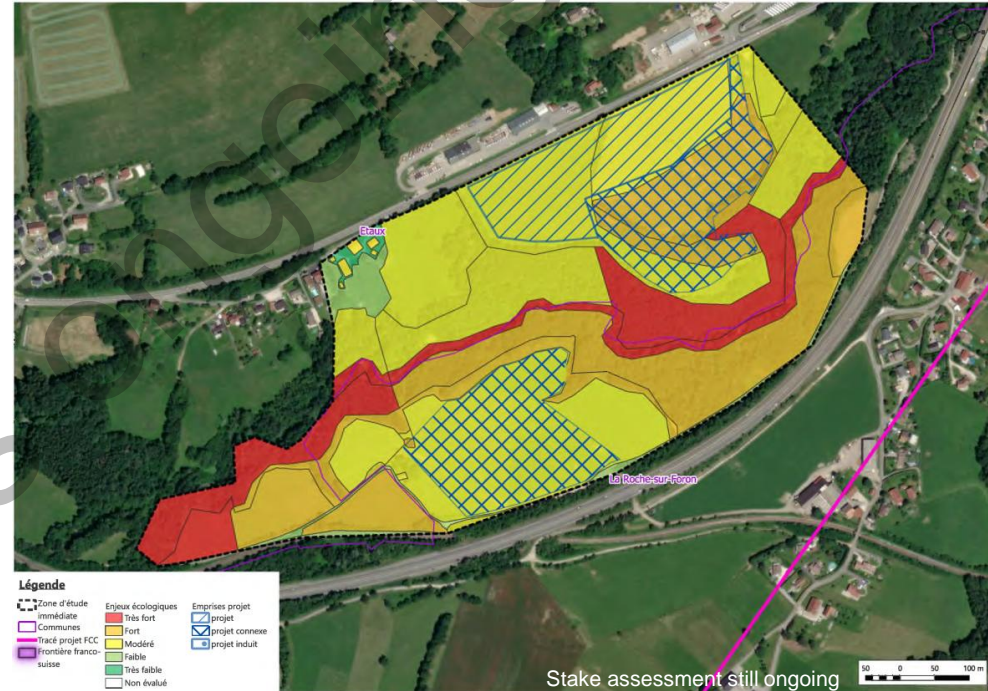 Etaux
La Roche-sur-Foron
Légende
Zone d'étude
immédiate
Communes
Tracé projet FCC
Frontière franco-
suisse
Enjeux écologiques
Très fort
Fort
Modéré
Faible
Très faible
Non évalué
Emprises projet
projet
projet connexe
projet induit
Stake assessment still ongoing
50 0 50 100 m